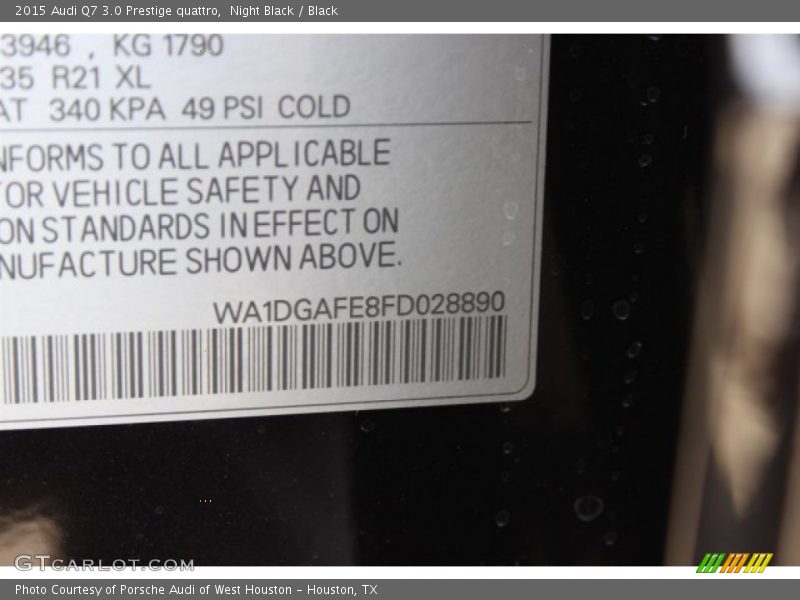 2015 Audi Q7 3.0 Prestige quattro, Night Black / Black
3946 , KG 1790
35 R21 XL
AT 340 KPA 49 PSI COLD
NFORMS TO ALL APPLICABLE
OR VEHICLE SAFETY AND
ON STANDARDS IN EFFECT ON
NUFACTURE SHOWN ABOVE.
WA1DGAFE8FD028890
GTCARLOT.COM
Photo Courtesy of Porsche Audi of West Houston - Houston, TX